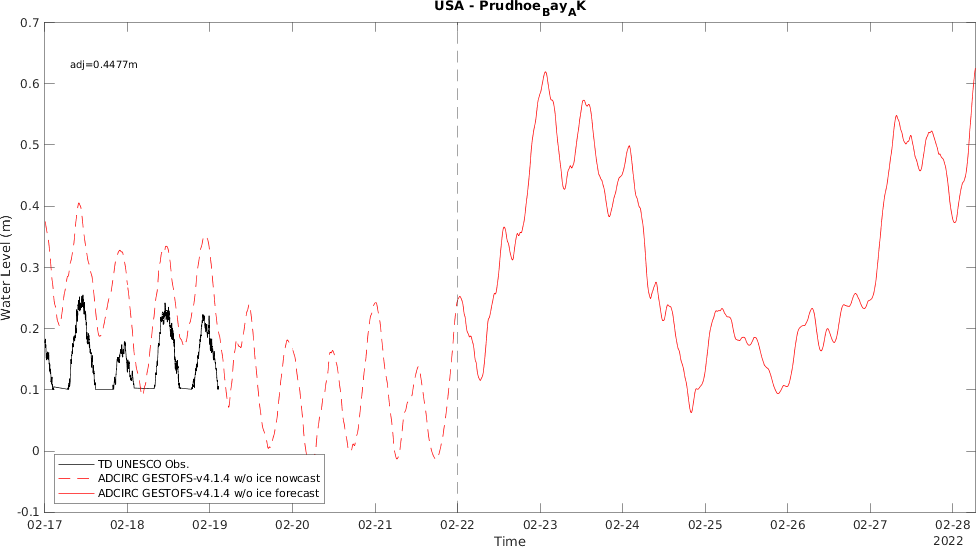 USA - PrudhoeBayAK
0.7
adj=0.4477m
0.6
0.5
0.4
0.3
0.2
0.1
0
-0.1
Water Level (m)
TD UNESCO Obs.
ADCIRC GESTOFS-v4.1.4 w/o ice nowcast
ADCIRC GESTOFS-v4.1.4 w/o ice forecast
02-17 02-18 02-19 02-20 02-21 02-22 02-23 02-24 02-25 02-26 02-27 02-28
Time
2022